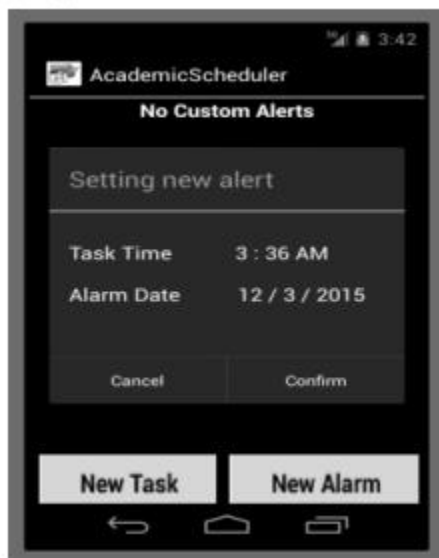 3:42
AcademicScheduler
No Custom Alerts
Setting new alert
Task Time 3 : 36 AM
Alarm Date 12 / 3 / 2015
Cancel Confirm
New Task New Alarm